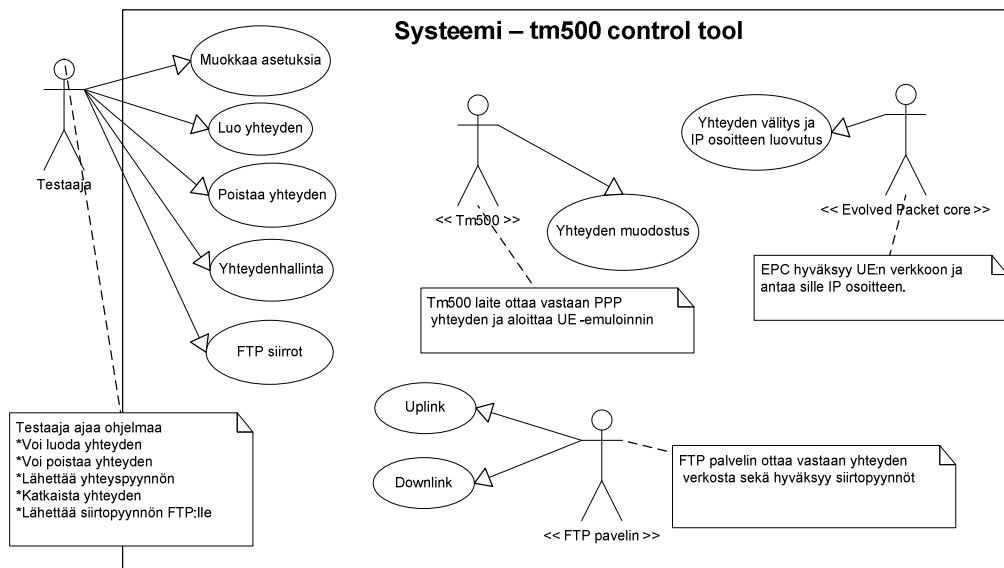 Systeemi – tm500 control tool
Muokkaa asetuksia
Luo yhteyden
Poistaa yhteyden
Yhteydenhallinta
FTP siirrot
Testaaja
Testaaja ajaa ohjelmaa
*Voi luoda yhteyden
*Voi poistaa yhteyden
*Lähettää yhteyspyynnön
*Katkaista yhteyden
*Lähettää siirtopyynnön FTP:lle
<< Tm500 >>
Yhteyden muodostus
Tm500 laite ottaa vastaan PPP
yhteyden ja aloittaa UE -emuloinnin
Yhteyden välitys ja
IP osoitteen luovutus
<< Evolved Packet core >>
EPC hyväksyy UE:n verkkoon ja
antaa sille IP osoitteen.
Uplink
Downlink
<< FTP pavelin >>
FTP palvelin ottaa vastaan yhteyden
verkosta sekä hyväksyy siirtopyynnöt